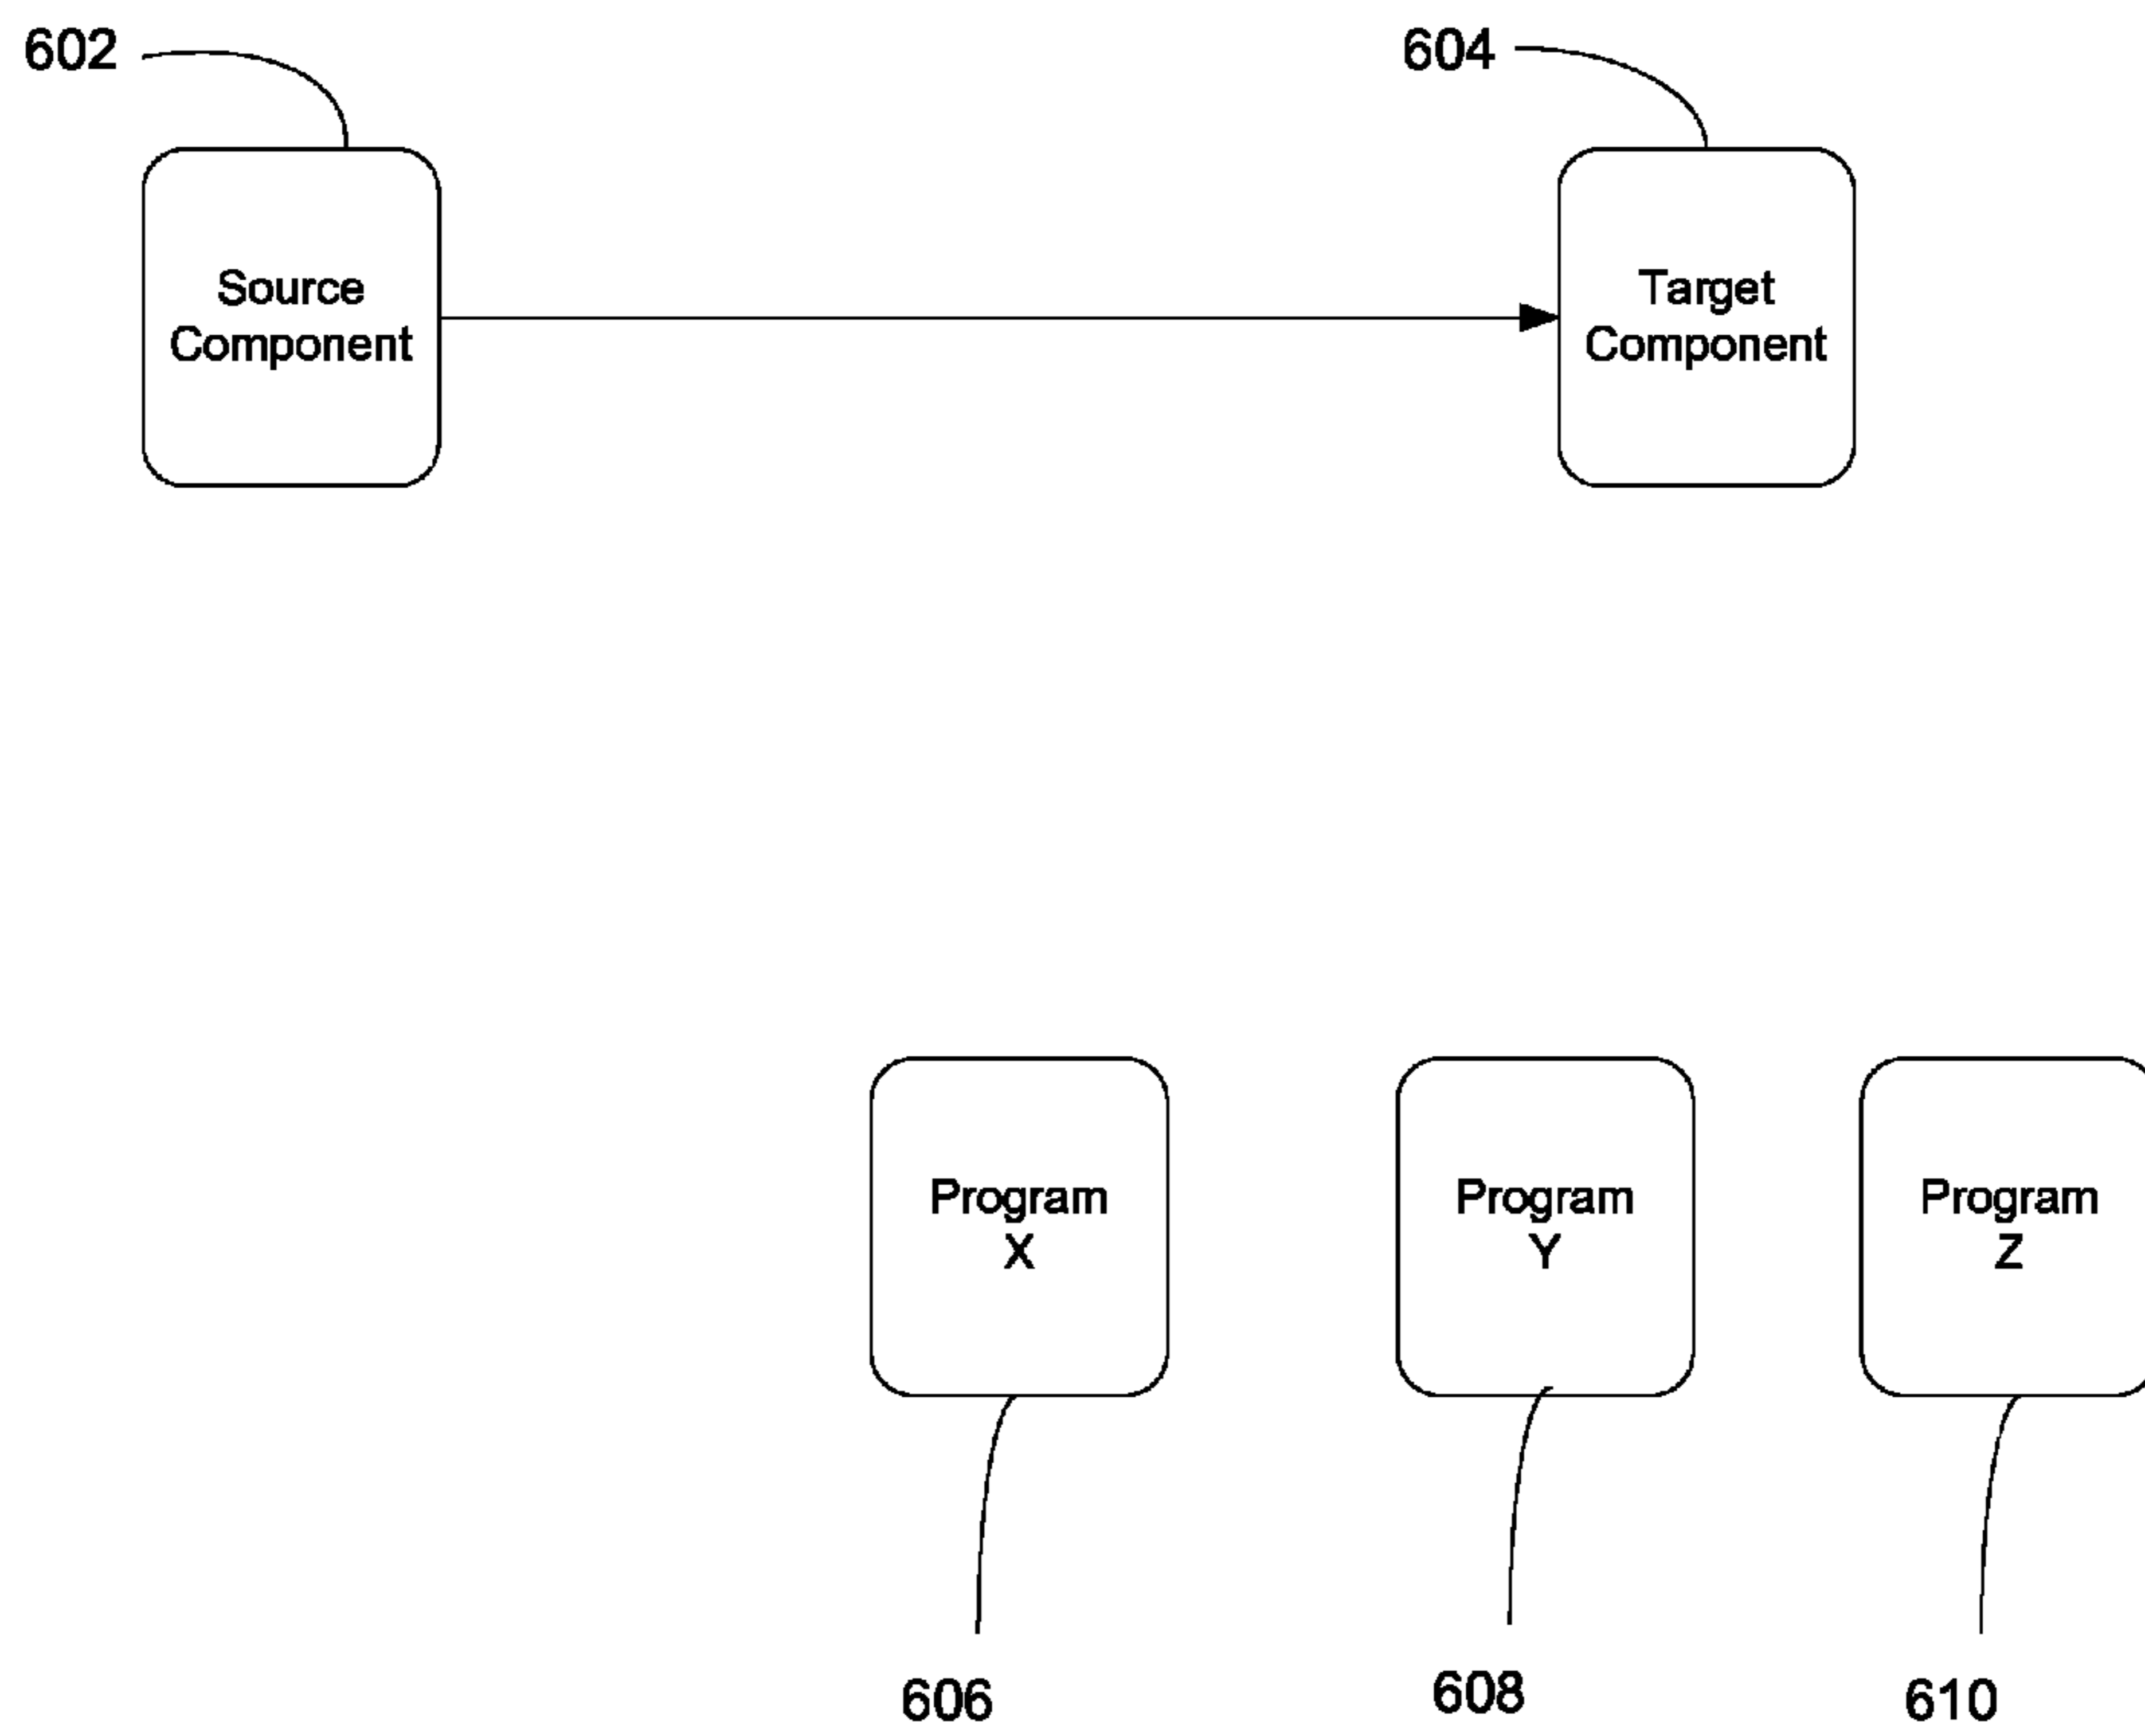 602
604
Source
Component
Target
Component
Program
X
Program
Y
Program
Z
606
608
610